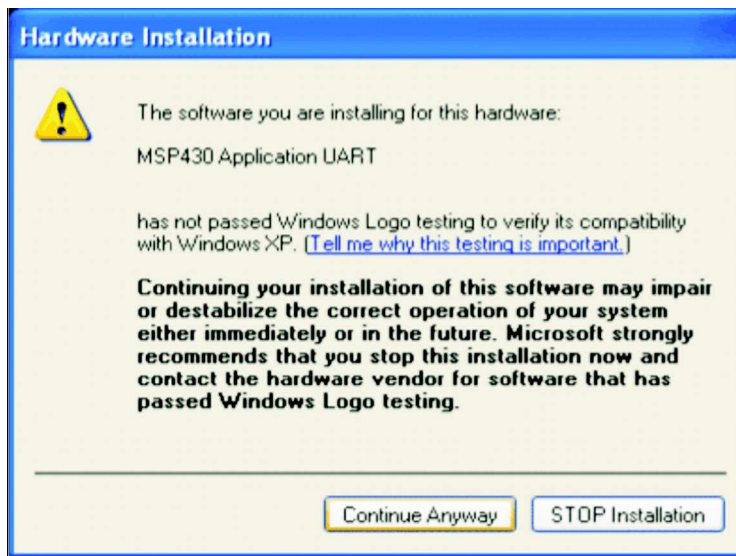 Hardware Installation
The software you are installing for this hardware:
MSP430 Application UART
has not passed Windows Logo testing to verify its compatibility
with Windows XP. (Tell me why this testing is important.)
Continuing your installation of this software may impair
or destabilize the correct operation of your system
either immediately or in the future. Microsoft strongly
recommends that you stop this installation now and
contact the hardware vendor for software that has
passed Windows Logo testing.
Continue Anyway
STOP Installation